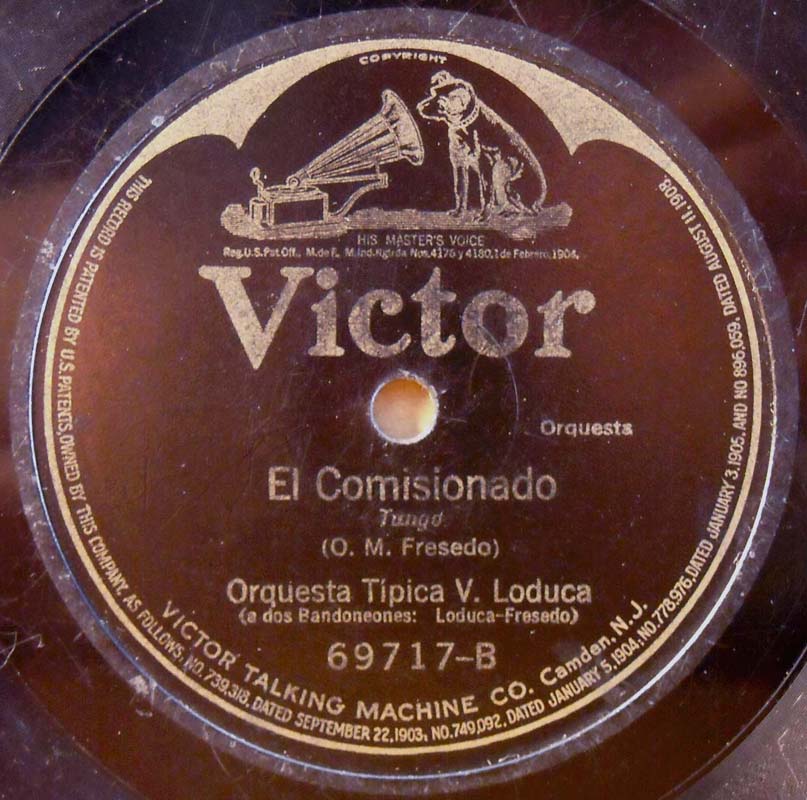 COPYRIGHT
HIS MASTER'S VOICE
Reg.U.S.Pat.Off., M.de F., M.Ind.Rgtrda Nos.4175 y 4180,1 de Febrero,1904.
Victor
Orquesta
El Comisionado
Tango
(O. M. Fresedo)
Orquesta Típica V. Loduca
(a dos Bandoneones: Loduca-Fresedo)
69717-B
VICTOR TALKING MACHINE CO. Camden, N.J.
THIS RECORD IS PATENTED BY U.S. PATENTS, OWNED BY THIS COMPANY, AS FOLLOWS, NO. 739,318, DATED SEPTEMBER 22,1903; NO.749,092, DATED JANUARY 5,1904, NO.778,976, DATED JANUARY 3,1905, AND NO 896,059, DATED AUGUST 11,1908.